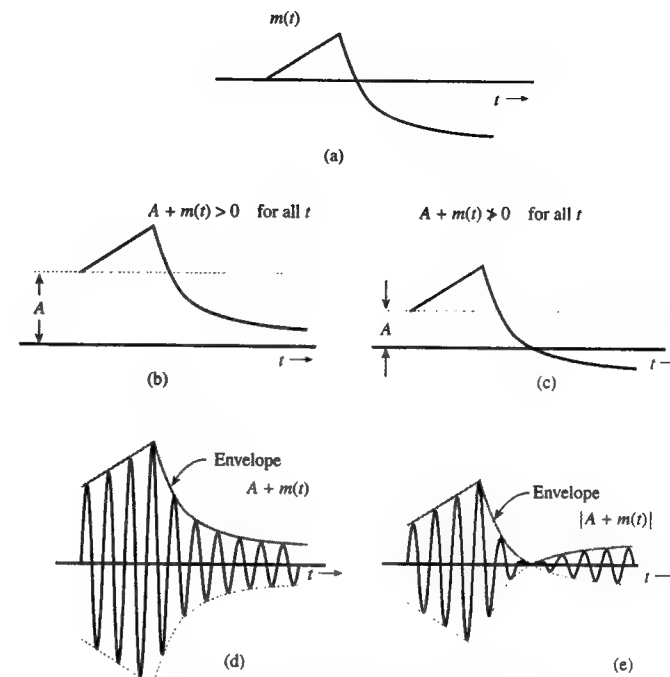 m(t)
t →
(a)
A + m(t) > 0 for all t
A + m(t) ≯ 0 for all t
A
t →
(b)
A
t —
(c)
Envelope
A + m(t)
t →
(d)
Envelope
|A + m(t)|
t —
(e)